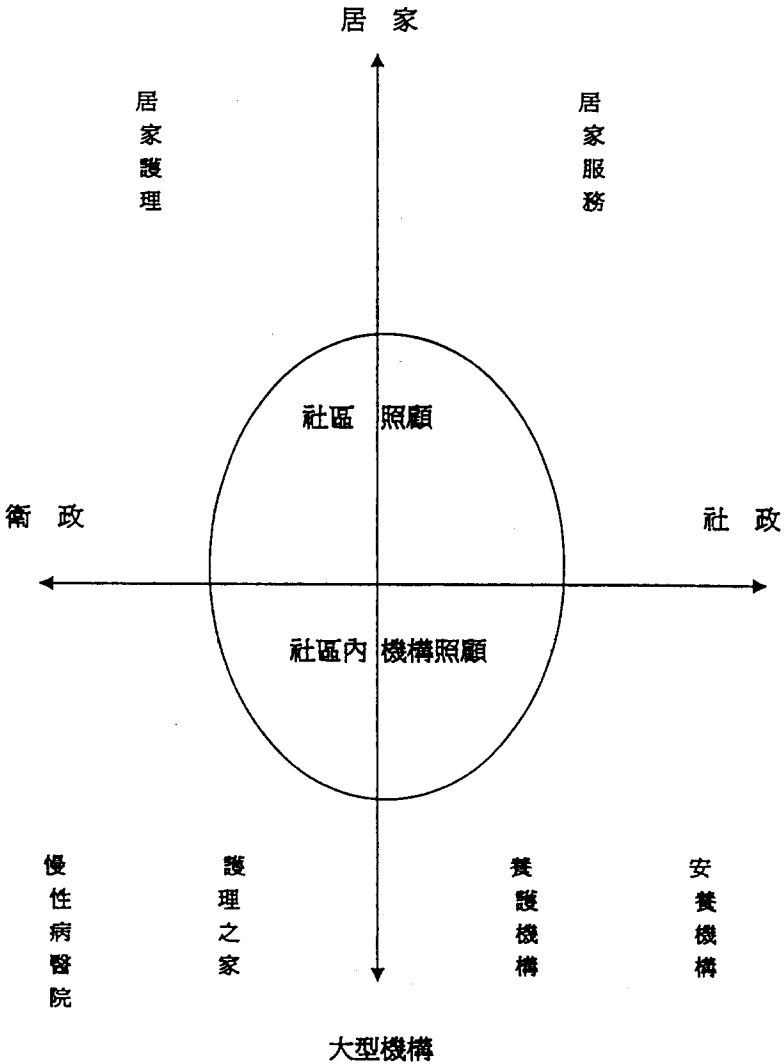 居 家
居家護理
居家服務
社區 照顧
衛 政
社 政
社區內 機構照顧
慢性病醫院
護理之家
養護機構
安養機構
大型機構